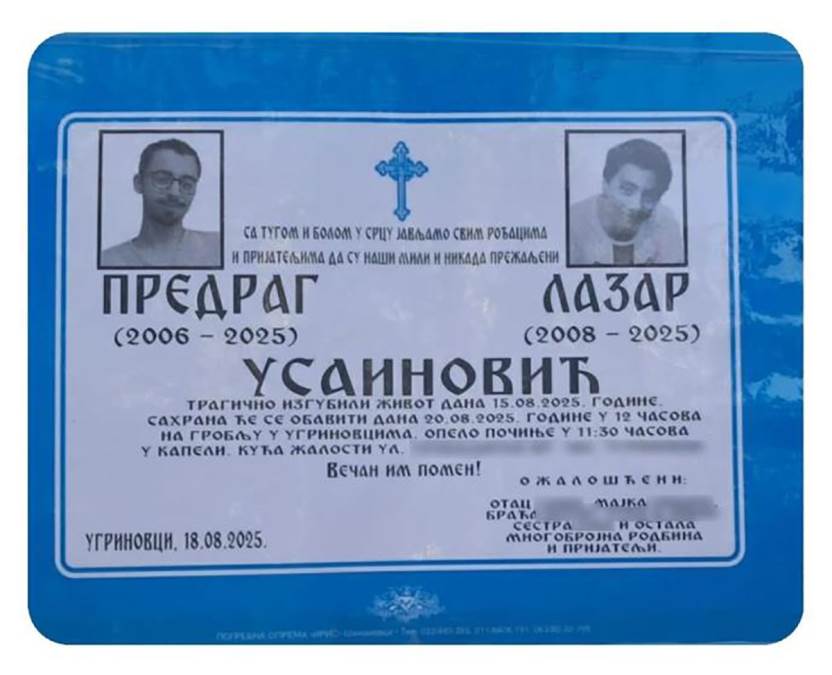 СА ТУГОМ И БОЛОМ У СРЦУ ЈАВЉАМО СВИМ РОЂАЦИМА
И ПРИЈАТЕЉИМА ДА СУ НАШИ МИЛИ И НИКАДА ПРЕЖАЉЕНИ
ПРЕДРАГ
(2006 – 2025)
ЛАЗАР
(2008 – 2025)
УСАИНОВИЋ
ТРАГИЧНО ИЗГУБИЛИ ЖИВОТ ДАНА 15.08.2025. ГОДИНЕ.
САХРАНА ЋЕ СЕ ОБАВИТИ ДАНА 20.08.2025. ГОДИНЕ У 12 ЧАСОВА
НА ГРОБЉУ У УГРИНОВЦИМА. ОПЕЛО ПОЧИЊЕ У 11:30 ЧАСОВА
У КАПЕЛИ. КУЋА ЖАЛОСТИ УЛ.
ВЕЧАН ИМ ПОМЕН!
ОЖАЛОШЋЕНИ:
ОТАЦ МАЈКА
БРАЋА
СЕСТРА И ОСТАЛА
МНОГОБРОЈНА РОДБИНА
И ПРИЈАТЕЉИ.
УГРИНОВЦИ, 18.08.2025.
ПОГРЕБНА ОПРЕМА